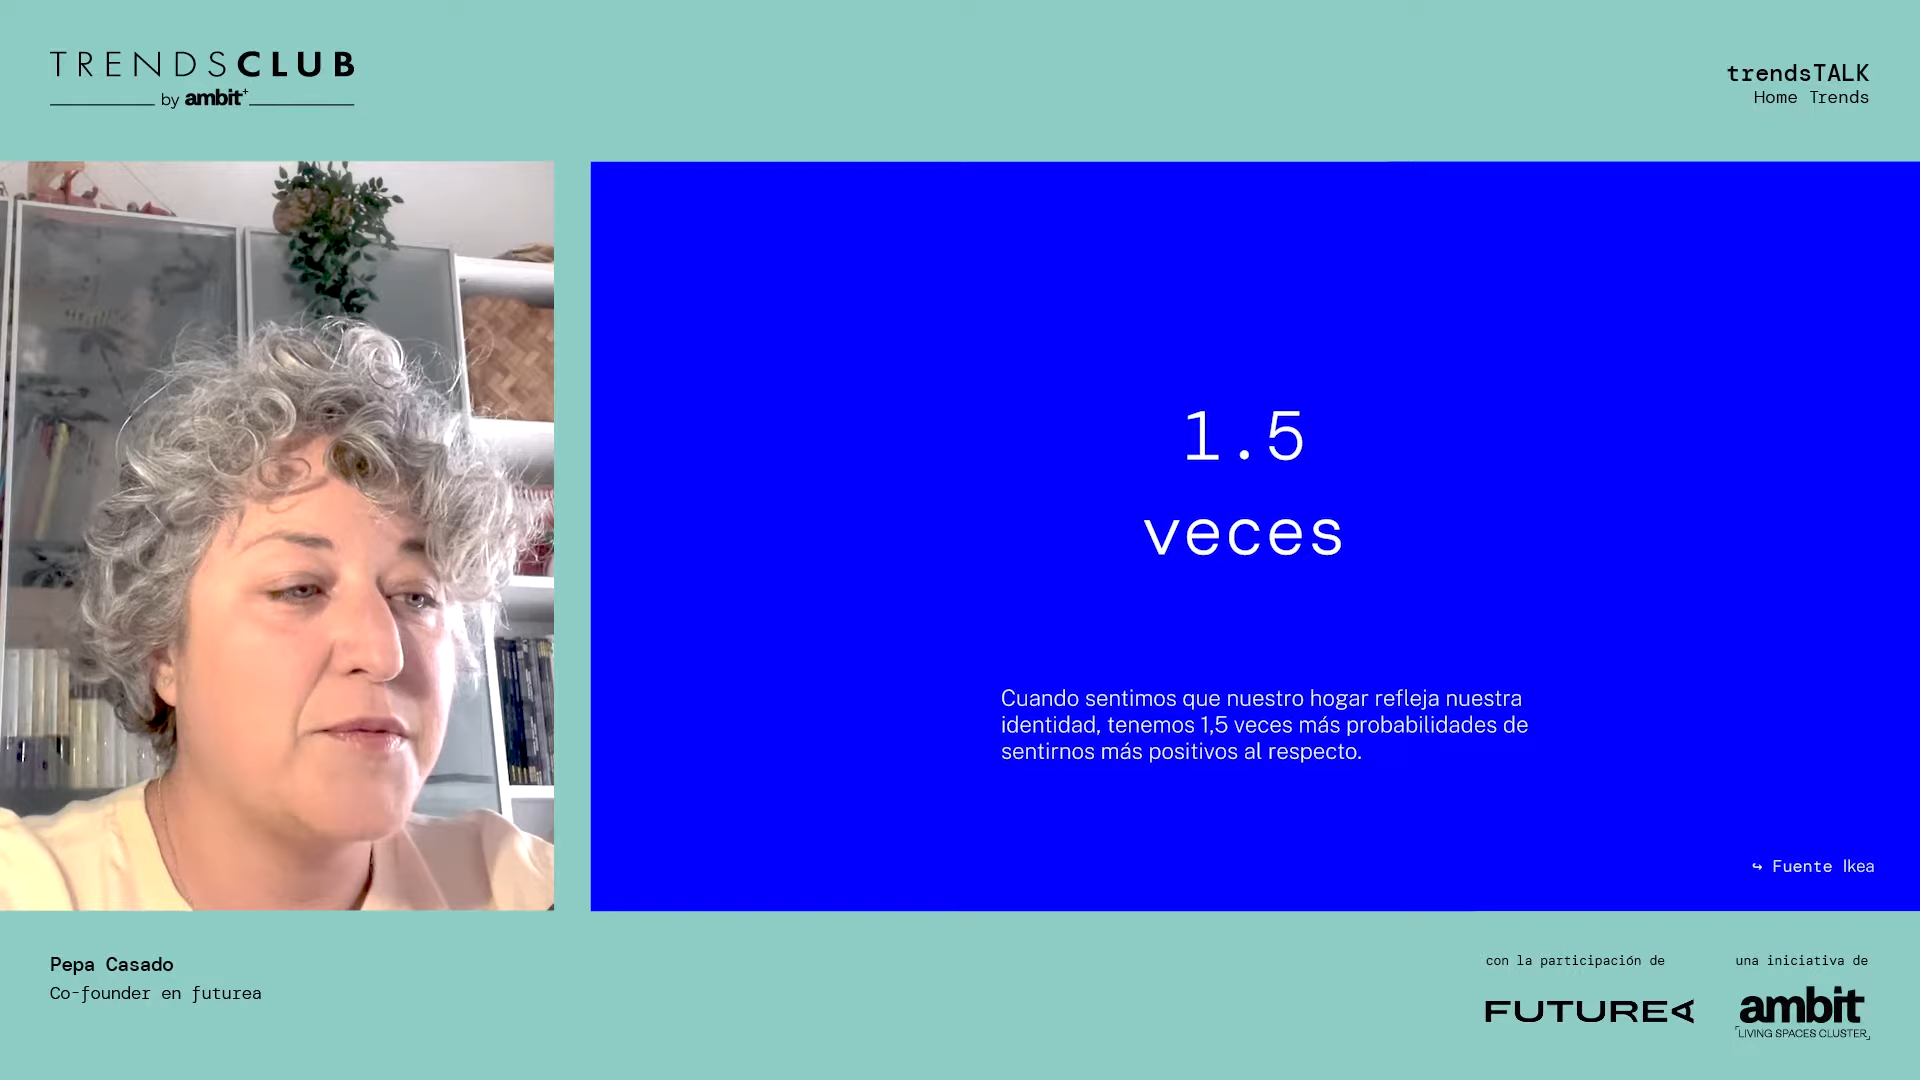 TRENDSCLUB
by ambit+
trendsTALK
Home Trends
1.5
veces
Cuando sentimos que nuestro hogar refleja nuestra
identidad, tenemos 1,5 veces más probabilidades de
sentirnos más positivos al respecto.
↪ Fuente Ikea
Pepa Casado
Co-founder en futurea
con la participación de
FUTUREA
una iniciativa de
ambit
LIVING SPACES CLUSTER